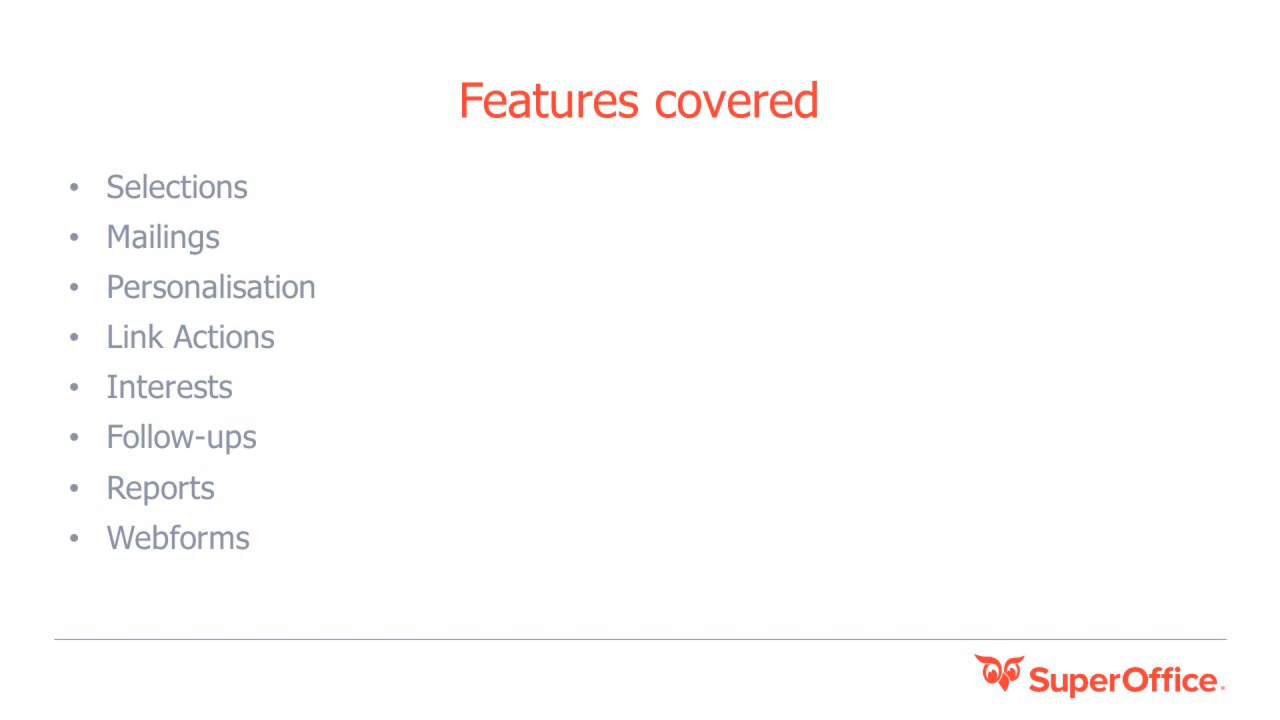 Features covered
• Selections
• Mailings
• Personalisation
• Link Actions
• Interests
• Follow-ups
• Reports
• Webforms
SuperOffice.